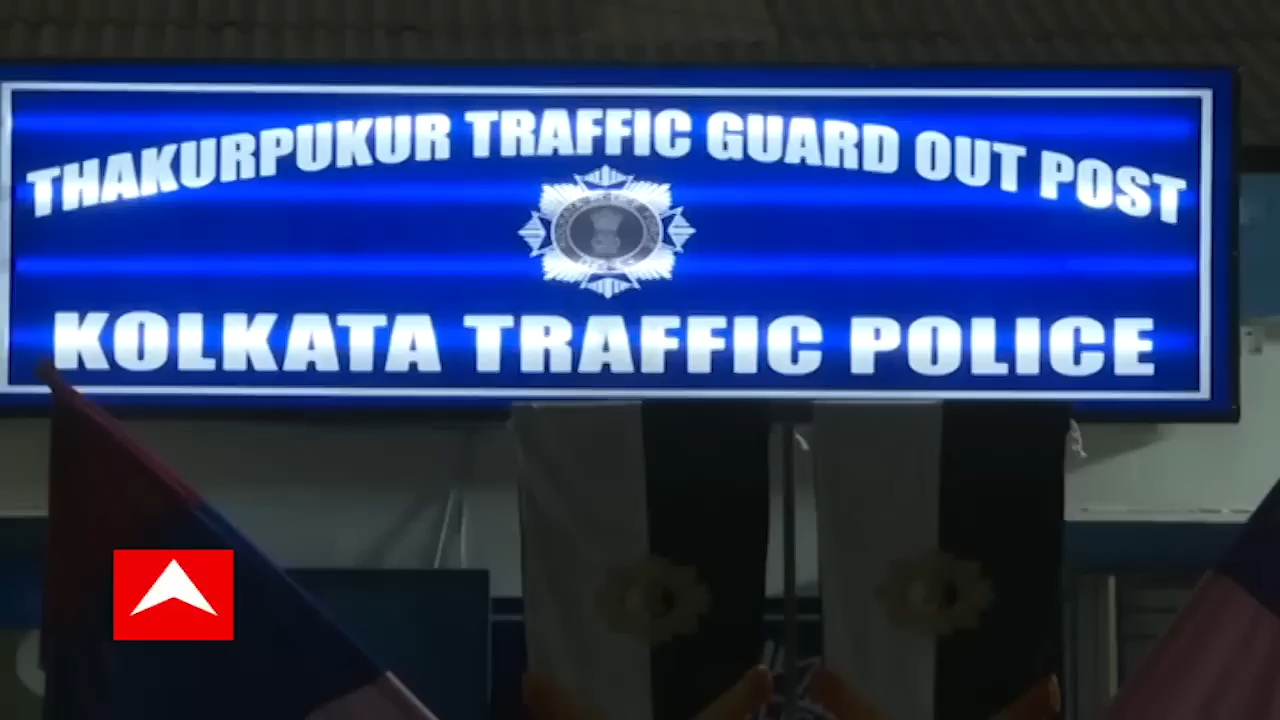 THAKURPUKUR TRAFFIC GUARD OUT POST
KOLKATA TRAFFIC POLICE